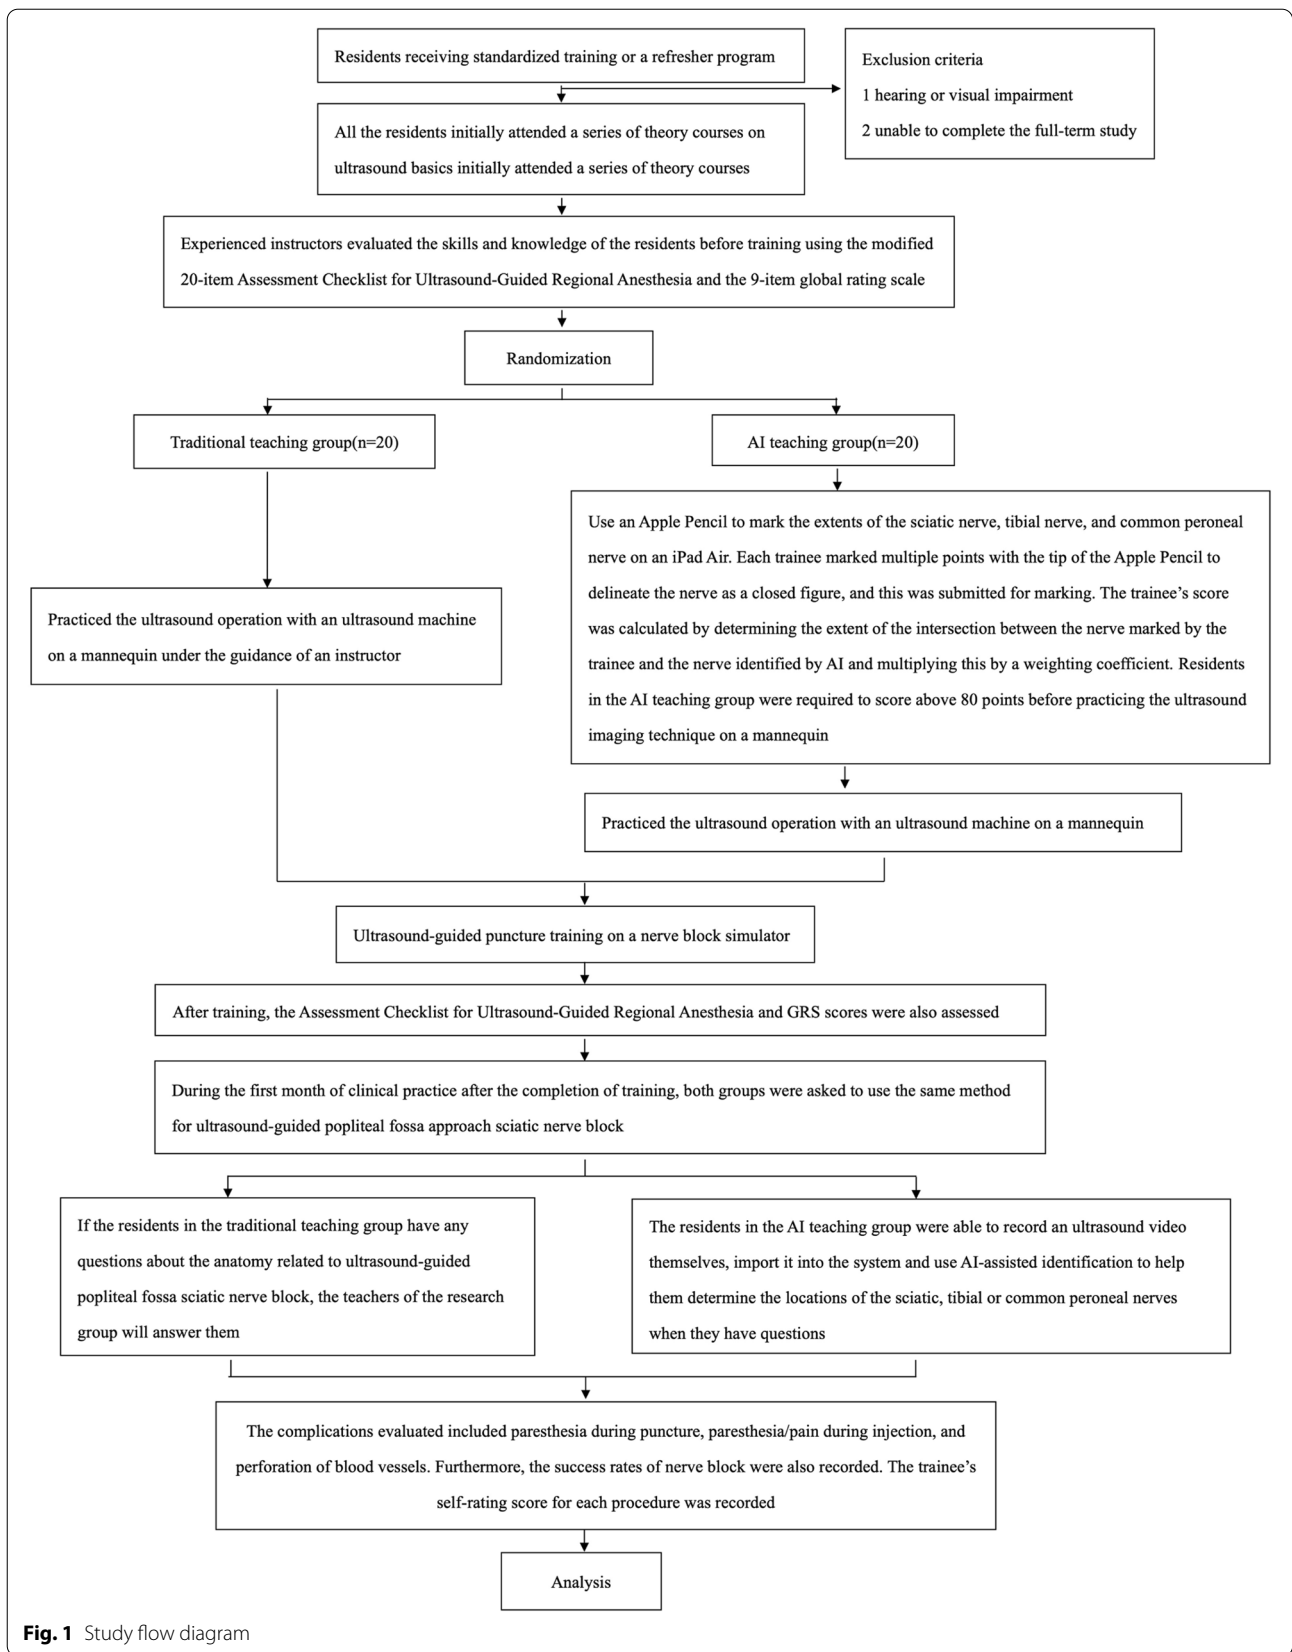 Residents receiving standardized training or a refresher program
Exclusion criteria
1 hearing or visual impairment
2 unable to complete the full-term study
All the residents initially attended a series of theory courses on
ultrasound basics initially attended a series of theory courses
Experienced instructors evaluated the skills and knowledge of the residents before training using the modified
20-item Assessment Checklist for Ultrasound-Guided Regional Anesthesia and the 9-item global rating scale
Randomization
Traditional teaching group(n=20)
AI teaching group(n=20)
Practiced the ultrasound operation with an ultrasound machine
on a mannequin under the guidance of an instructor
Use an Apple Pencil to mark the extents of the sciatic nerve, tibial nerve, and common peroneal
nerve on an iPad Air. Each trainee marked multiple points with the tip of the Apple Pencil to
delineate the nerve as a closed figure, and this was submitted for marking. The trainee's score
was calculated by determining the extent of the intersection between the nerve marked by the
trainee and the nerve identified by AI and multiplying this by a weighting coefficient. Residents
in the AI teaching group were required to score above 80 points before practicing the ultrasound
imaging technique on a mannequin
Practiced the ultrasound operation with an ultrasound machine on a mannequin
Ultrasound-guided puncture training on a nerve block simulator
After training, the Assessment Checklist for Ultrasound-Guided Regional Anesthesia and GRS scores were also assessed
During the first month of clinical practice after the completion of training, both groups were asked to use the same method
for ultrasound-guided popliteal fossa approach sciatic nerve block
If the residents in the traditional teaching group have any
questions about the anatomy related to ultrasound-guided
popliteal fossa sciatic nerve block, the teachers of the research
group will answer them
The residents in the AI teaching group were able to record an ultrasound video
themselves, import it into the system and use AI-assisted identification to help
them determine the locations of the sciatic, tibial or common peroneal nerves
when they have questions
The complications evaluated included paresthesia during puncture, paresthesia/pain during injection, and
perforation of blood vessels. Furthermore, the success rates of nerve block were also recorded. The trainee's
self-rating score for each procedure was recorded
Analysis
Fig. 1 Study flow diagram